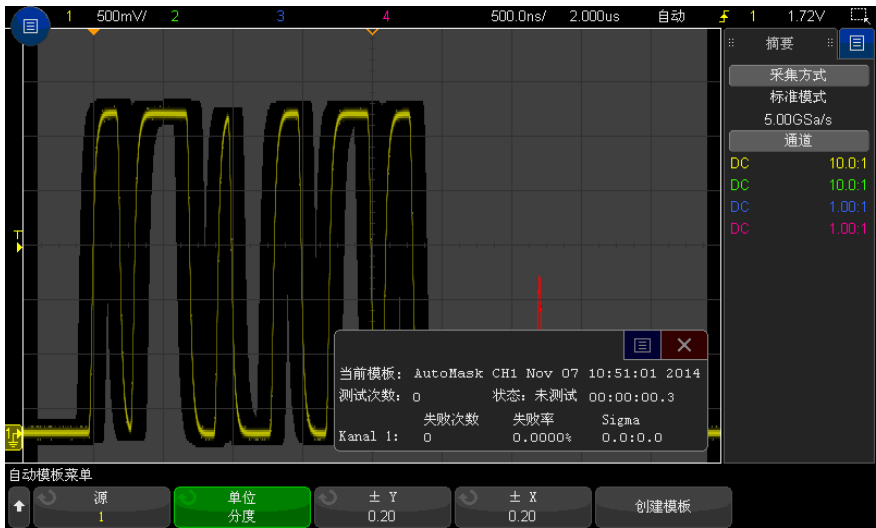 1 500mV/ 2 3 4 500.0ns/ 2.000us 自动 1 1.72V
摘要
采集方式
标准模式
5.00GSa/s
通道
DC 10.0:1
DC 10.0:1
DC 1.00:1
DC 1.00:1
T
1
当前模板: AutoMask CH1 Nov 07 10:51:01 2014
测试次数: 0 状态: 未测试 00:00:00.3
失败次数 失败率 Sigma
Kanal 1: 0 0.0000% 0.0:0.0
自动模板菜单
源 单位 ± Y ± X 创建模板
1 分度 0.20 0.20